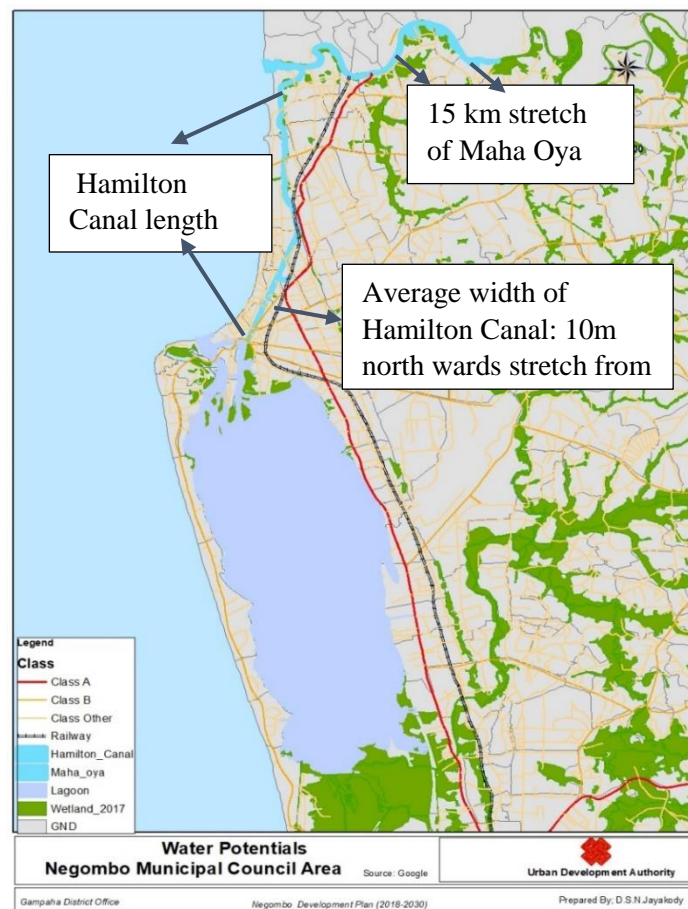 15 km stretch
of Maha Oya
Hamilton
Canal length
Average width of
Hamilton Canal: 10m
north wards stretch from
Legend
Class
Class A
Class B
Class Other
Railway
Hamilton_Canal
Maha_oya
Lagoon
Wetland_2017
GND
Water Potentials
Negombo Municipal Council Area
Source: Google
Urban Development Authority
Gampaha District Office
Negombo Development Plan (2018-2030)
Prepared By; D.S.N.Jayakody